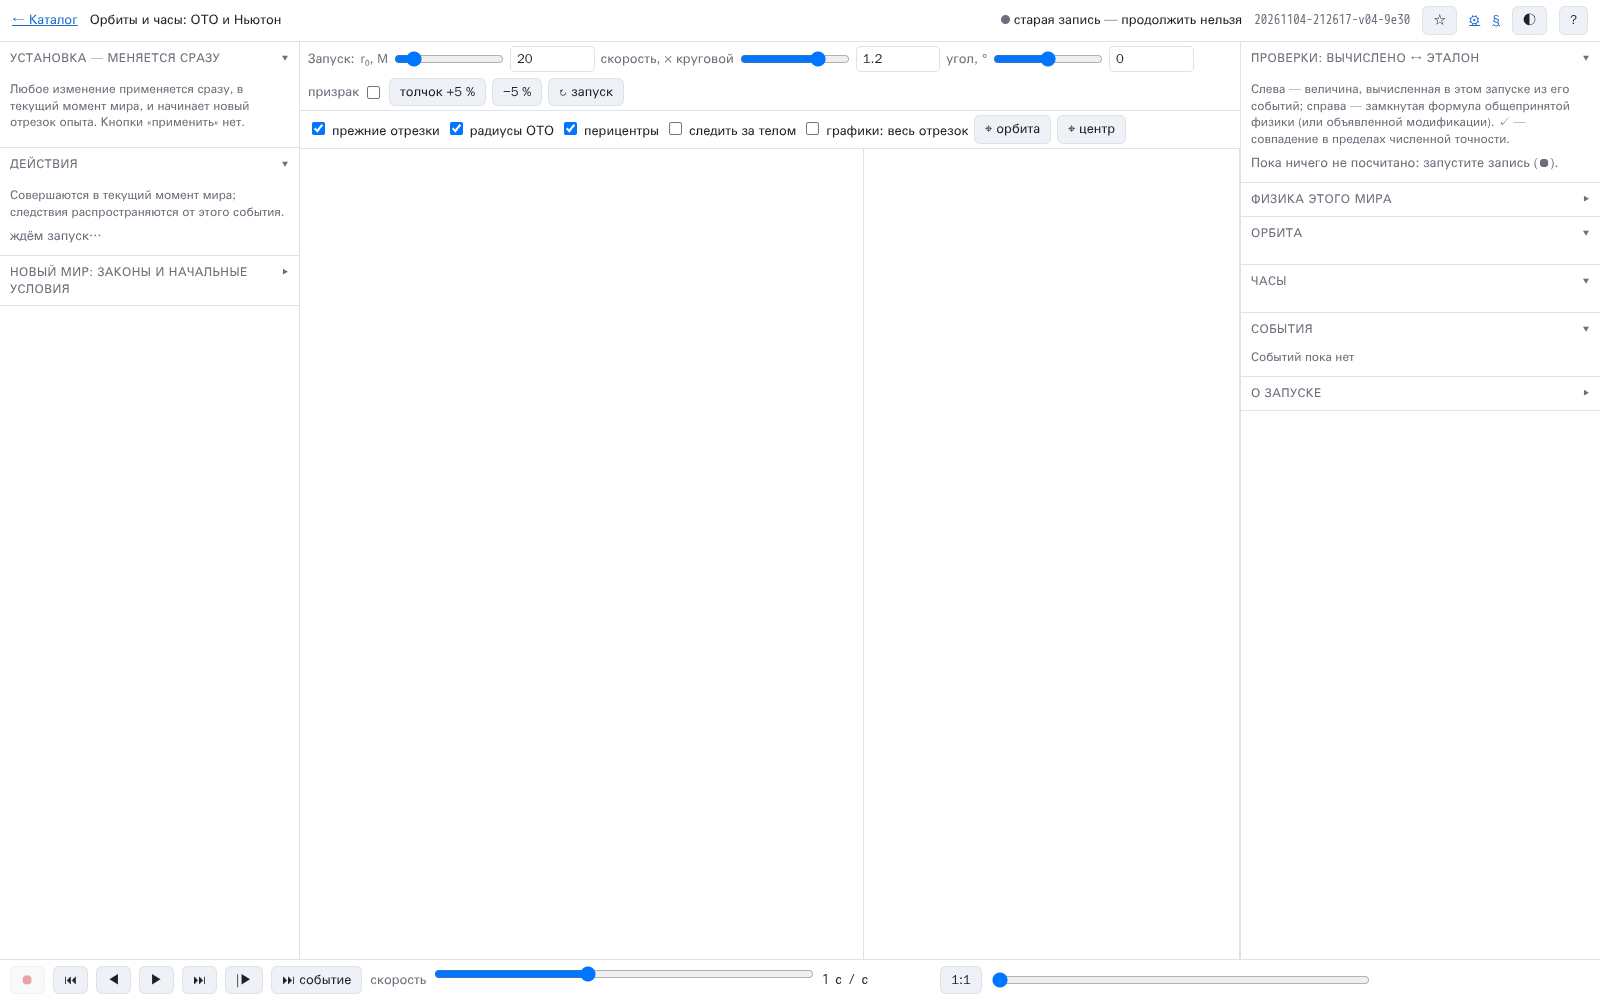 ← Каталог Орбиты и часы: ОТО и Ньютон
старая запись — продолжить нельзя 20261104-212617-v04-9e30 ☆ ⚙ § ◐ ?
УСТАНОВКА — МЕНЯЕТСЯ СРАЗУ ▾
Любое изменение применяется сразу, в
текущий момент мира, и начинает новый
отрезок опыта. Кнопки «применить» нет.
ДЕЙСТВИЯ ▾
Совершаются в текущий момент мира;
следствия распространяются от этого события.
ждём запуск…
НОВЫЙ МИР: ЗАКОНЫ И НАЧАЛЬНЫЕ ▸
УСЛОВИЯ
Запуск: r₀, M 20 скорость, × круговой 1.2 угол, ° 0
призрак толчок +5 % −5 % ↻ запуск
прежние отрезки радиусы ОТО перицентры следить за телом графики: весь отрезок ⌖ орбита ⌖ центр
ПРОВЕРКИ: ВЫЧИСЛЕНО ↔ ЭТАЛОН ▾
Слева — величина, вычисленная в этом запуске из его
событий; справа — замкнутая формула общепринятой
физики (или объявленной модификации). ✓ —
совпадение в пределах численной точности.
Пока ничего не посчитано: запустите запись (⏺).
ФИЗИКА ЭТОГО МИРА ▸
ОРБИТА ▾
ЧАСЫ ▾
СОБЫТИЯ ▾
Событий пока нет
О ЗАПУСКЕ ▸
⏺ ⏮ ◀ ▶ ⏭ |▶ ⏭ событие скорость 1 с / с 1:1